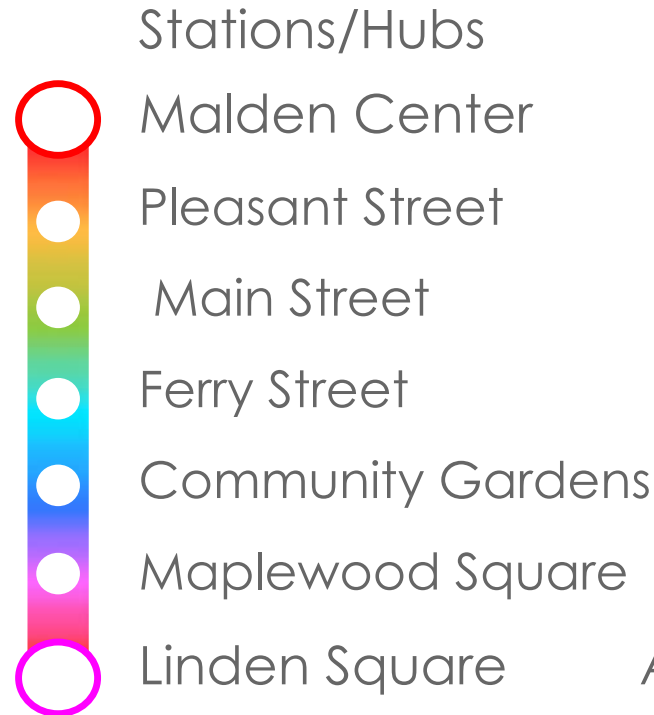 Stations/Hubs
Malden Center
Pleasant Street
Main Street
Ferry Street
Community Gardens
Maplewood Square
Linden Square A